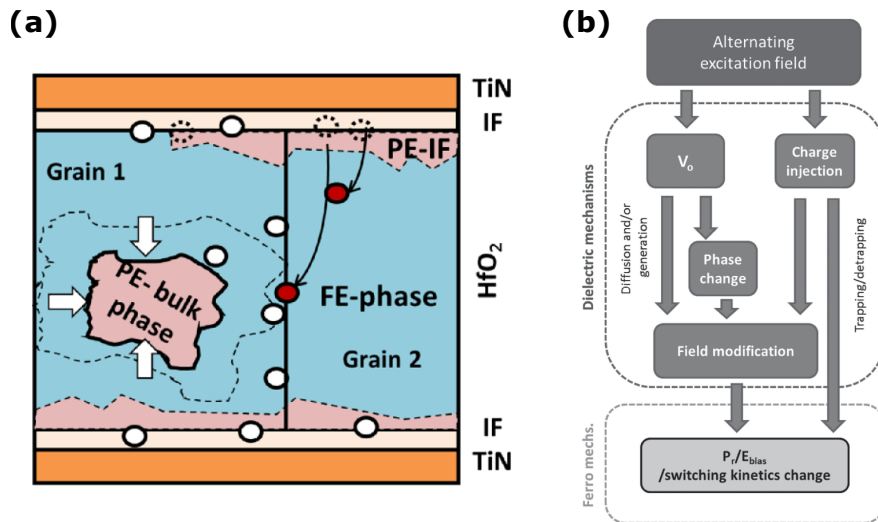 (a)
TiN
IF
PE-IF
Grain 1
PE- bulk
phase
FE-phase
Grain 2
HfO₂
IF
TiN
(b)
Alternating
excitation field
Dielectric mechanisms
Vₒ
Charge
injection
Diffusion and/or
generation
Phase
change
Trapping/detrapping
Field modification
Ferro mechs.
Pᵣ/E_bias
/switching kinetics change